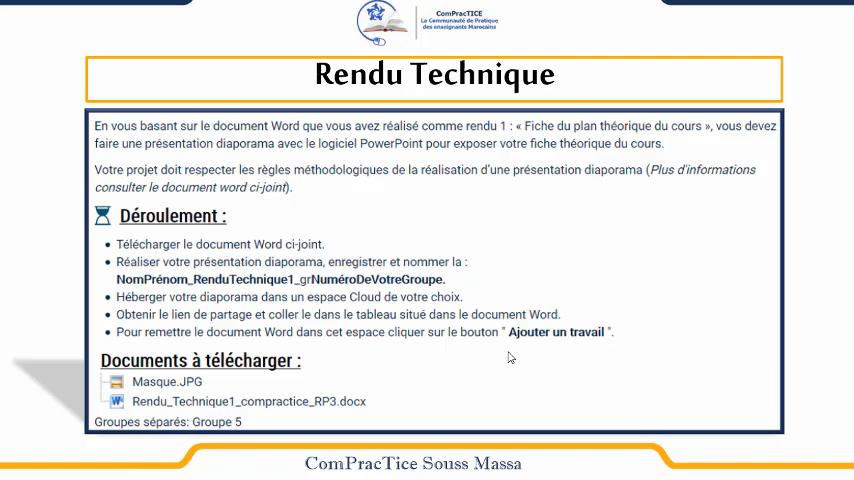 ComPracTICE
La Communauté de Pratique
des enseignants Marocains
Rendu Technique
En vous basant sur le document Word que vous avez réalisé comme rendu 1 : « Fiche du plan théorique du cours », vous devez
faire une présentation diaporama avec le logiciel PowerPoint pour exposer votre fiche théorique du cours.
Votre projet doit respecter les règles méthodologiques de la réalisation d'une présentation diaporama (Plus d'informations
consulter le document word ci-joint).
Déroulement :
• Télécharger le document Word ci-joint.
• Réaliser votre présentation diaporama, enregistrer et nommer la :
NomPrénom_RenduTechnique1_grNuméroDeVotreGroupe.
• Héberger votre diaporama dans un espace Cloud de votre choix.
• Obtenir le lien de partage et coller le dans le tableau situé dans le document Word.
• Pour remettre le document Word dans cet espace cliquer sur le bouton " Ajouter un travail ".
Documents à télécharger :
Masque.JPG
Rendu_Technique1_compractice_RP3.docx
Groupes séparés: Groupe 5
ComPracTice Souss Massa